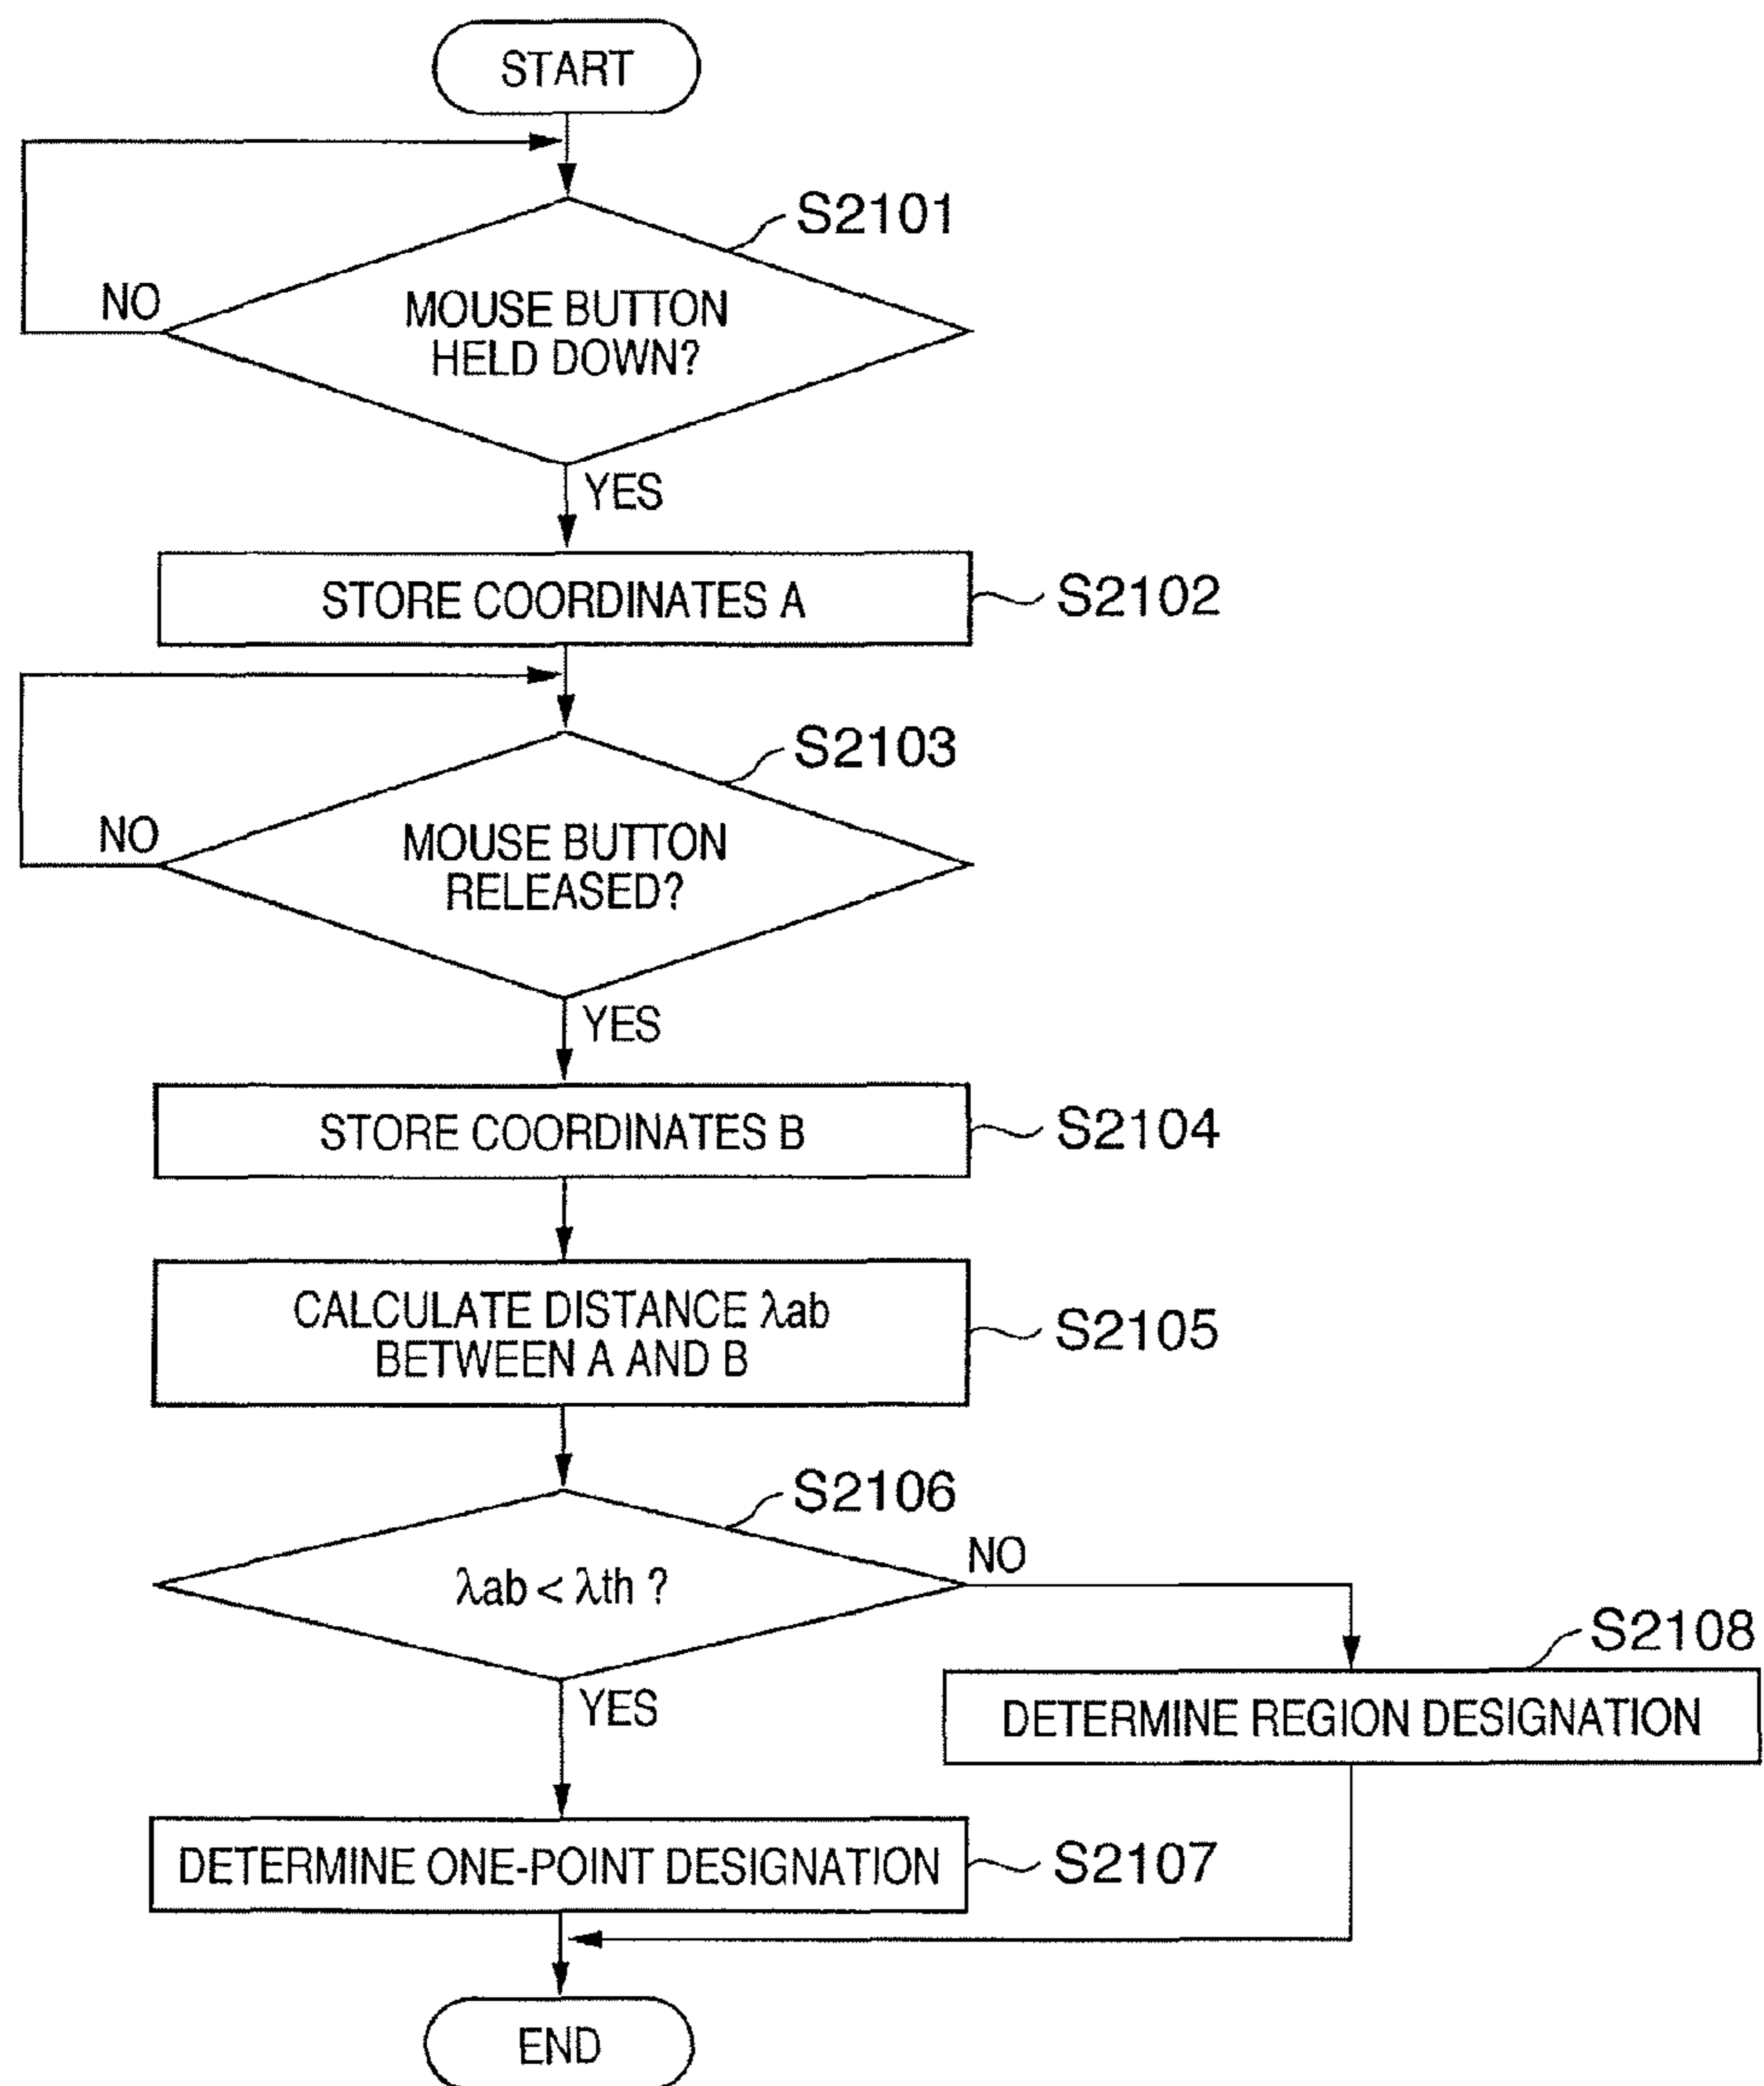 START
S2101
NO
MOUSE BUTTON
HELD DOWN?
YES
STORE COORDINATES A
S2102
S2103
NO
MOUSE BUTTON
RELEASED?
YES
STORE COORDINATES B
S2104
CALCULATE DISTANCE λab
BETWEEN A AND B
S2105
S2106
NO
λab < λth ?
S2108
YES
DETERMINE REGION DESIGNATION
DETERMINE ONE-POINT DESIGNATION
S2107
END